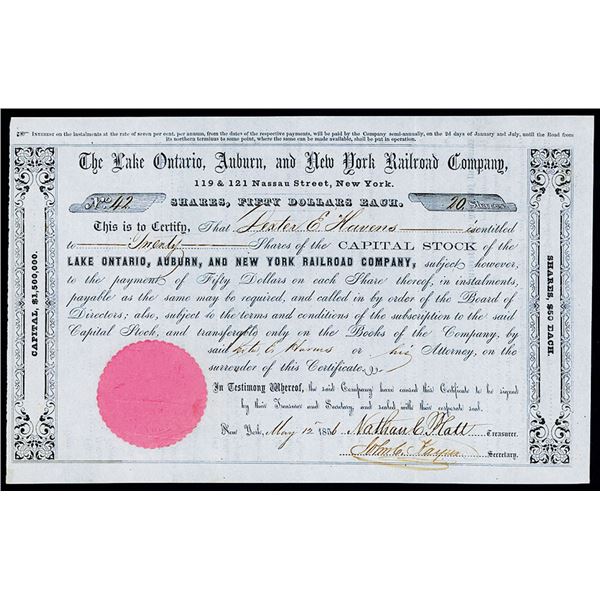 INTEREST on the instalments at the rate of seven per cent. per annum, from the dates of the respective payments, will be paid by the Company semi-annually, on the 2d days of January and July, until the Road from
its northern terminus to some point, where the same can be made available, shall be put in operation.
The Lake Ontario, Auburn, and New York Railroad Company,
119 & 121 Nassau Street, New York.
No. 42 SHARES, FIFTY DOLLARS EACH. 20 Shares
This is to Certify, That Dexter E Havens is entitled
to Twenty Shares of the CAPITAL STOCK of the
LAKE ONTARIO, AUBURN, AND NEW YORK RAILROAD COMPANY, subject however,
to the payment of Fifty Dollars on each Share thereof, in instalments,
payable as the same may be required, and called in by order of the Board of
Directors; also, subject to the terms and conditions of the subscription to the said
Capital Stock, and transferable only on the Books of the Company, by
said E Havens or his Attorney, on the
surrender of this Certificate.
In Testimony Whereof, the said Company have caused this Certificate to be signed
by their Treasurer and Secretary, and sealed, with their corporate seal.
New York, May 12 1856 Nathan C Platt Treasurer.
John C. Secretary.
CAPITAL, $1,500,000.
SHARES, $50 EACH.